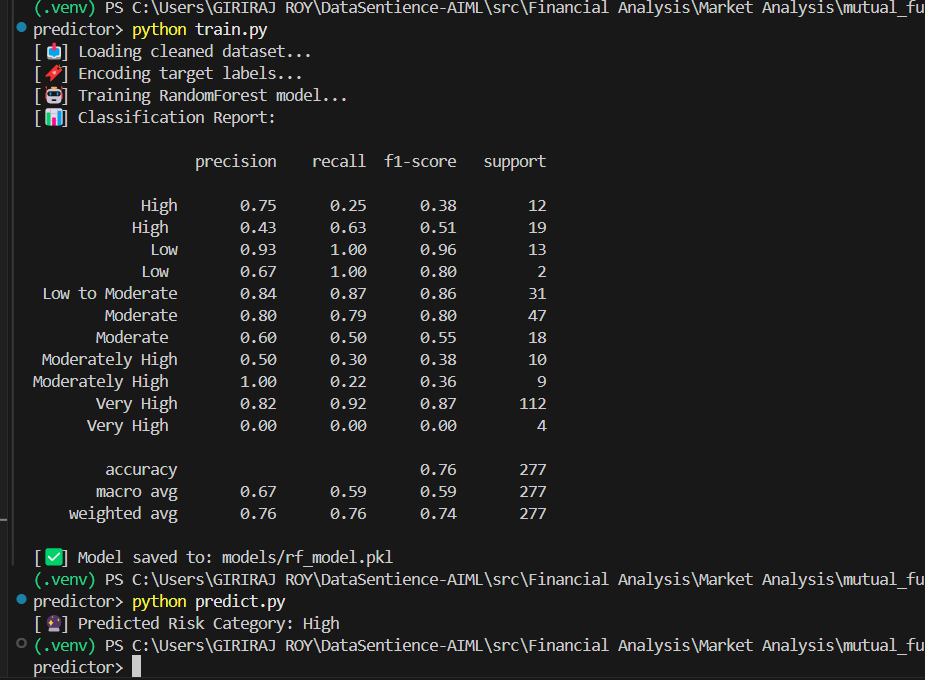 (.venv) PS C:\Users\GIRIRAJ ROY\DataSentience-AIML\src\Financial Analysis\Market Analysis\mutual_fu
predictor> python train.py
[📥] Loading cleaned dataset...
[🔖] Encoding target labels...
[🤖] Training RandomForest model...
[📊] Classification Report:
precision recall f1-score support
High 0.75 0.25 0.38 12
High 0.43 0.63 0.51 19
Low 0.93 1.00 0.96 13
Low 0.67 1.00 0.80 2
Low to Moderate 0.84 0.87 0.86 31
Moderate 0.80 0.79 0.80 47
Moderate 0.60 0.50 0.55 18
Moderately High 0.50 0.30 0.38 10
Moderately High 1.00 0.22 0.36 9
Very High 0.82 0.92 0.87 112
Very High 0.00 0.00 0.00 4
accuracy 0.76 277
macro avg 0.67 0.59 0.59 277
weighted avg 0.76 0.76 0.74 277
[✅] Model saved to: models/rf_model.pkl
(.venv) PS C:\Users\GIRIRAJ ROY\DataSentience-AIML\src\Financial Analysis\Market Analysis\mutual_fu
predictor> python predict.py
[🔮] Predicted Risk Category: High
(.venv) PS C:\Users\GIRIRAJ ROY\DataSentience-AIML\src\Financial Analysis\Market Analysis\mutual_fu
predictor>